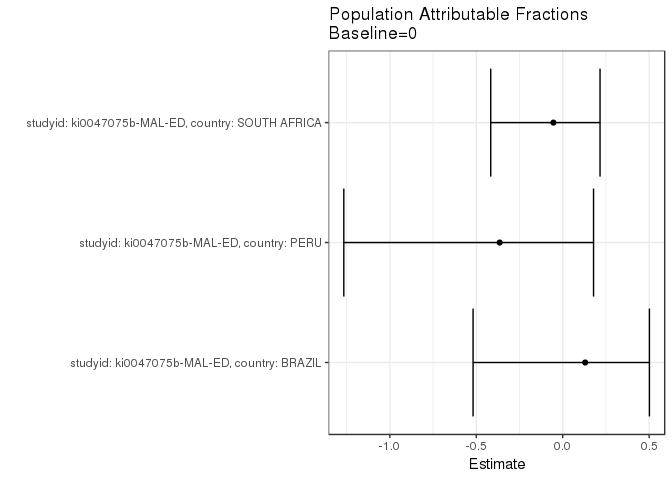 Population Attributable Fractions
Baseline=0
studyid: ki0047075b-MAL-ED, country: SOUTH AFRICA
studyid: ki0047075b-MAL-ED, country: PERU
studyid: ki0047075b-MAL-ED, country: BRAZIL
-1.0 -0.5 0.0 0.5
Estimate